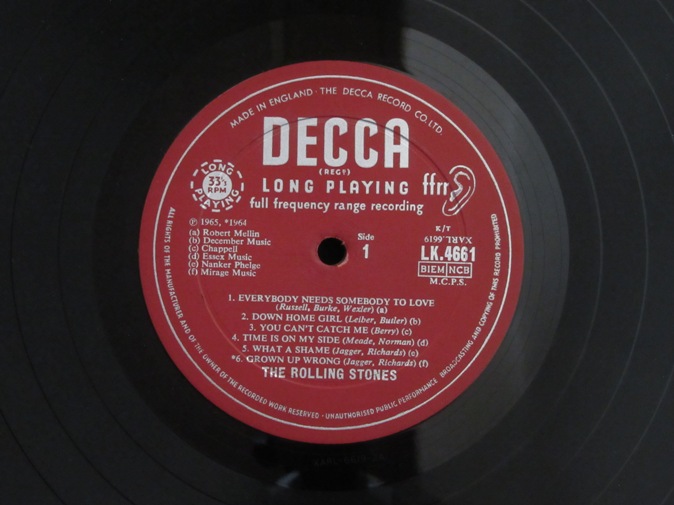 MADE IN ENGLAND · THE DECCA RECORD CO. LTD.
DECCA
(REGD)
LONG PLAYING
33⅓
RPM
LONG PLAYING
ffrr
full frequency range recording
℗ 1965, *1964
(a) Robert Mellin
(b) December Music
(c) Chappell
(d) Essex Music
(e) Nanker Phelge
(f) Mirage Music
Side
1
K/T
XARL.6619
LK.4661
BIEM NCB
M.C.P.S.
1. EVERYBODY NEEDS SOMEBODY TO LOVE
(Russell, Burke, Wexler) (a)
2. DOWN HOME GIRL (Leiber, Butler) (b)
3. YOU CAN'T CATCH ME (Berry) (c)
4. TIME IS ON MY SIDE (Meade, Norman) (d)
5. WHAT A SHAME (Jagger, Richards) (e)
*6. GROWN UP WRONG (Jagger, Richards) (f)
THE ROLLING STONES
ALL RIGHTS OF THE MANUFACTURER AND OF THE OWNER OF THE RECORDED WORK RESERVED · UNAUTHORISED PUBLIC PERFORMANCE BROADCASTING AND COPYING OF THIS RECORD PROHIBITED